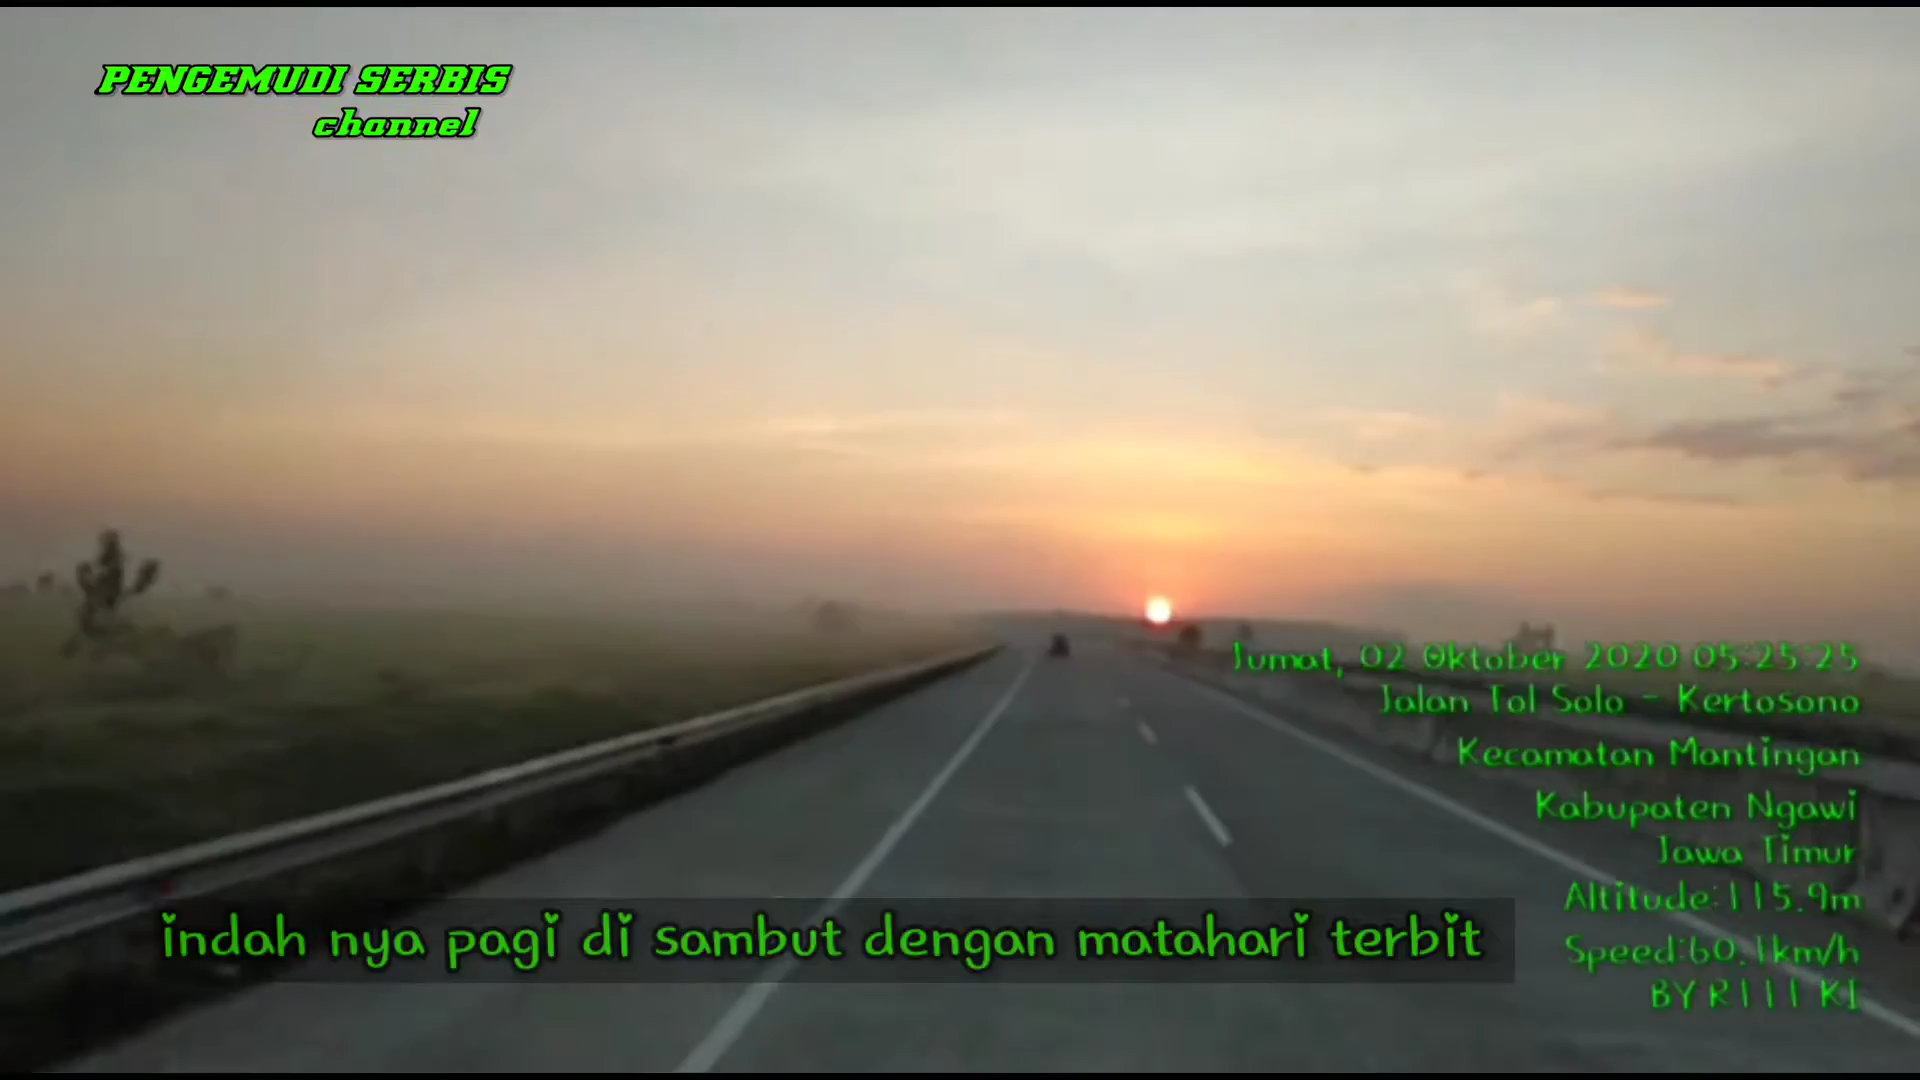 PENGEMUDI SERBIS
channel
Jumat, 02 Oktober 2020 05:25:25
Jalan Tol Solo - Kertosono
Kecamatan Mantingan
Kabupaten Ngawi
Jawa Timur
Altitude:115.9m
Speed:60.1km/h
indah nya pagi di sambut dengan matahari terbit
BY R111 KI